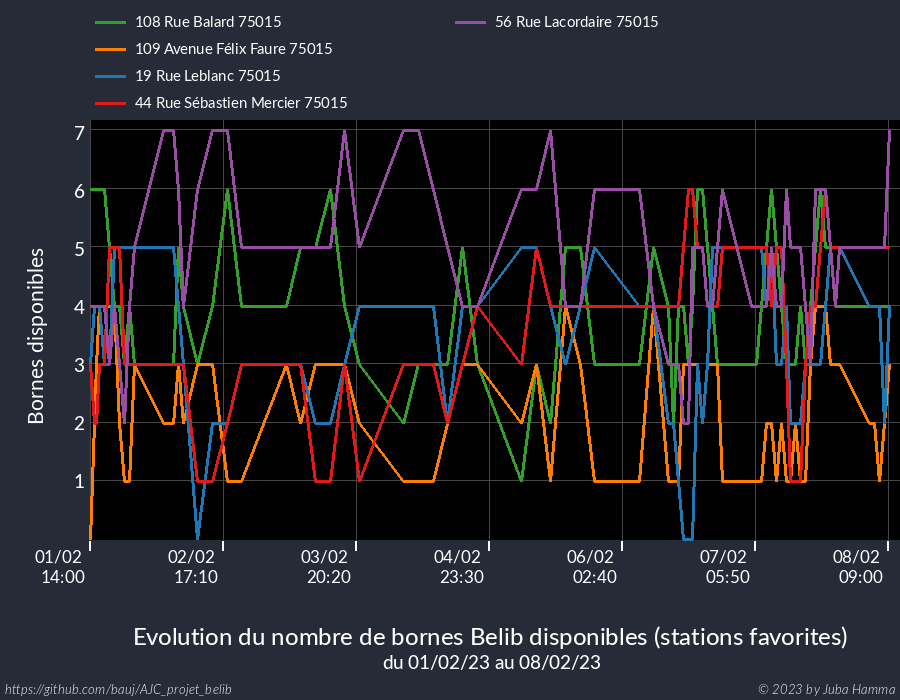 108 Rue Balard 75015
56 Rue Lacordaire 75015
109 Avenue Félix Faure 75015
19 Rue Leblanc 75015
44 Rue Sébastien Mercier 75015
7
6
5
4
3
2
1
Bornes disponibles
01/02 02/02 03/02 04/02 06/02 07/02 08/02
14:00 17:10 20:20 23:30 02:40 05:50 09:00
Evolution du nombre de bornes Belib disponibles (stations favorites)
du 01/02/23 au 08/02/23
https://github.com/bauj/AJC_projet_belib
© 2023 by Juba Hamma